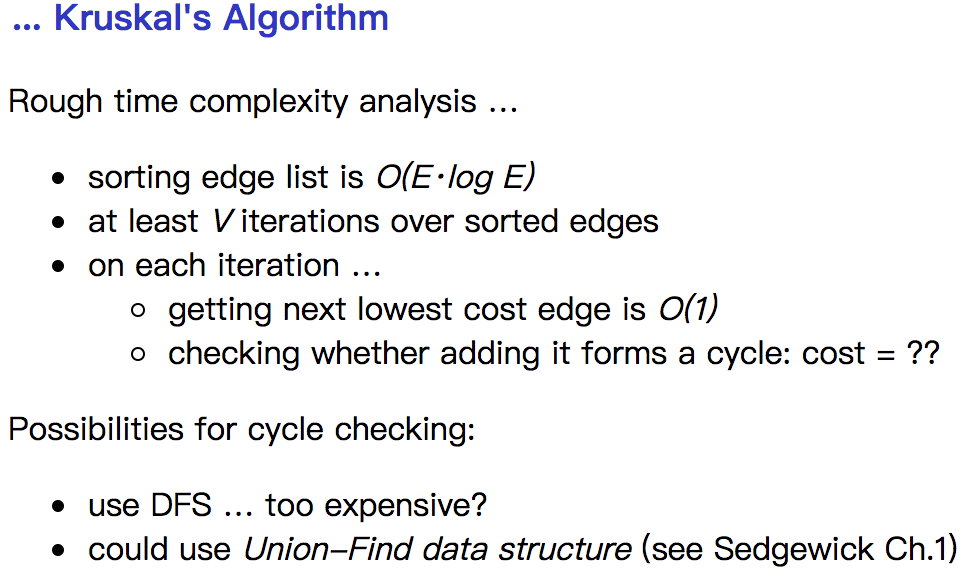 ... Kruskal's Algorithm
Rough time complexity analysis ...
• sorting edge list is O(E·log E)
• at least V iterations over sorted edges
• on each iteration ...
○ getting next lowest cost edge is O(1)
○ checking whether adding it forms a cycle: cost = ??
Possibilities for cycle checking:
• use DFS ... too expensive?
• could use Union–Find data structure (see Sedgewick Ch.1)